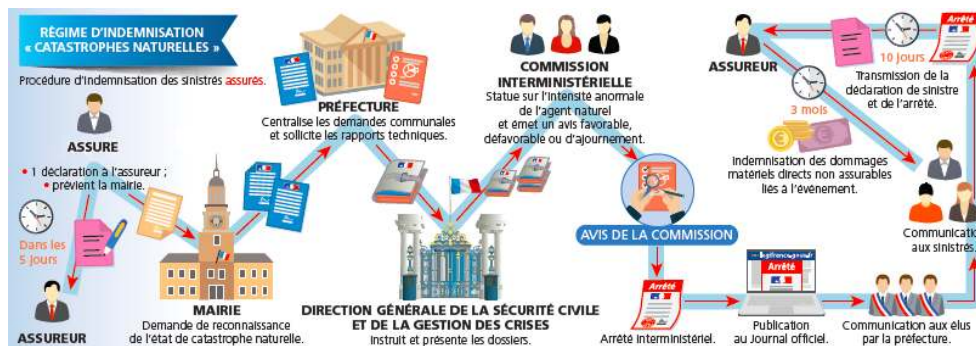 RÉGIME D'INDEMNISATION
« CATASTROPHES NATURELLES »
Procédure d'indemnisation des sinistrés assurés.
ASSURÉ
• 1 déclaration à l'assureur ;
• prévient la mairie.
Dans les
5 jours
ASSUREUR
MAIRIE
Demande de reconnaissance
de l'état de catastrophe naturelle.
PRÉFECTURE
Centralise les demandes communales
et sollicite les rapports techniques.
DIRECTION GÉNÉRALE DE LA SÉCURITÉ CIVILE
ET DE LA GESTION DES CRISES
Instruit et présente les dossiers.
COMMISSION
INTERMINISTÉRIELLE
Statue sur l'intensité anormale
de l'agent naturel
et émet un avis favorable,
défavorable ou d'ajournement.
AVIS DE LA COMMISSION
Arrêté
Arrêté interministériel.
Arrêté
Publication
au Journal officiel.
Communication aux élus
par la préfecture.
Arrêté
10 jours
Transmission de la
déclaration de sinistre
et de l'arrêté.
ASSUREUR
3 mois
Indemnisation des dommages
matériels directs non assurables
liés à l'événement.
Communication
aux sinistrés.